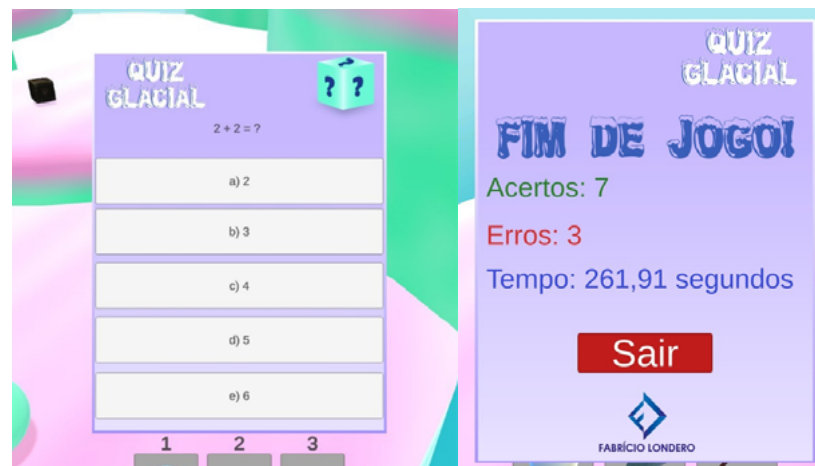 QUIZ
GLACIAL
? ? ?
2 + 2 = ?
a) 2
b) 3
c) 4
d) 5
e) 6
1 2 3
QUIZ
GLACIAL
FIM DE JOGO!
Acertos: 7
Erros: 3
Tempo: 261,91 segundos
Sair
FABRÍCIO LONDERO